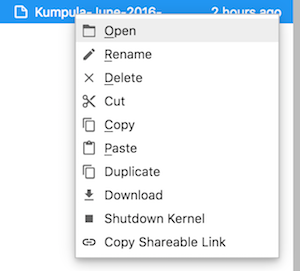 Kumpula-June-2016- 2 hours ago
Open
Rename
Delete
Cut
Copy
Paste
Duplicate
Download
Shutdown Kernel
Copy Shareable Link